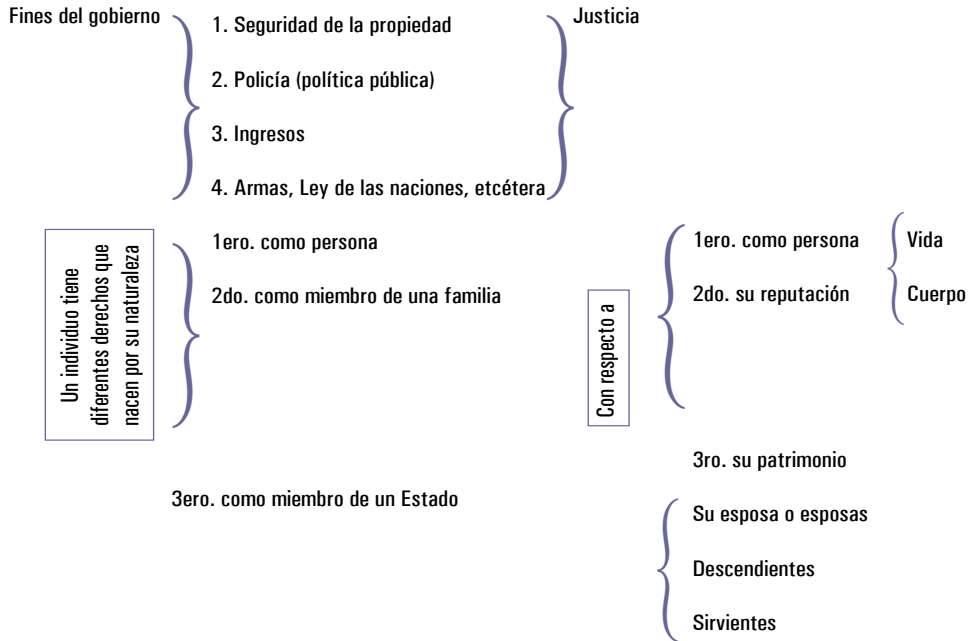 Fines del gobierno
1. Seguridad de la propiedad
2. Policía (política pública)
3. Ingresos
4. Armas, Ley de las naciones, etcétera
Justicia
Un individuo tiene
diferentes derechos que
nacen por su naturaleza
1ero. como persona
2do. como miembro de una familia
3ero. como miembro de un Estado
Con respecto a
1ero. como persona
2do. su reputación
Vida
Cuerpo
3ro. su patrimonio
Su esposa o esposas
Descendientes
Sirvientes